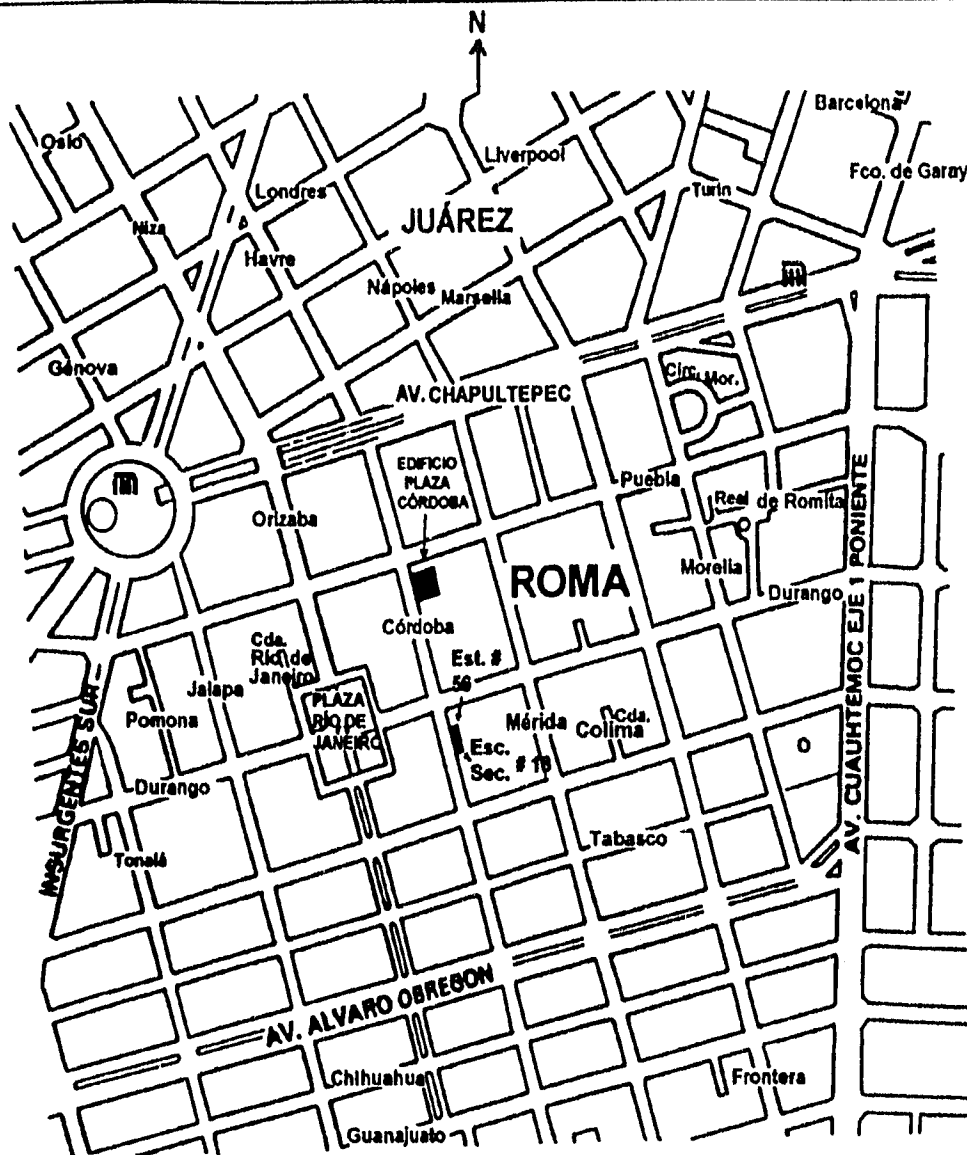 N
Barcelona
Oslo
Liverpool
Fco. de Garay
Londres
Turín
Niza
JUÁREZ
Havre
Nápoles
Marsella
Génova
Circ. Mor.
AV. CHAPULTEPEC
EDIFICIO
PLAZA
CÓRDOBA
Puebla
Real de Romita
Orizaba
ROMA
Morelia
Durango
Córdoba
Cda.
Río de
Janeiro
Est. #
56
Jalapa
PLAZA
RÍO DE
JANEIRO
Pomona
Mérida
Cda.
Colima
Esc.
Sec. # 18
AV. CUAUHTEMOC EJE 1 PONIENTE
INSURGENTES SUR
Durango
Tonalá
Tabasco
AV. ALVARO OBREGON
Chihuahua
Frontera
Guanajuato